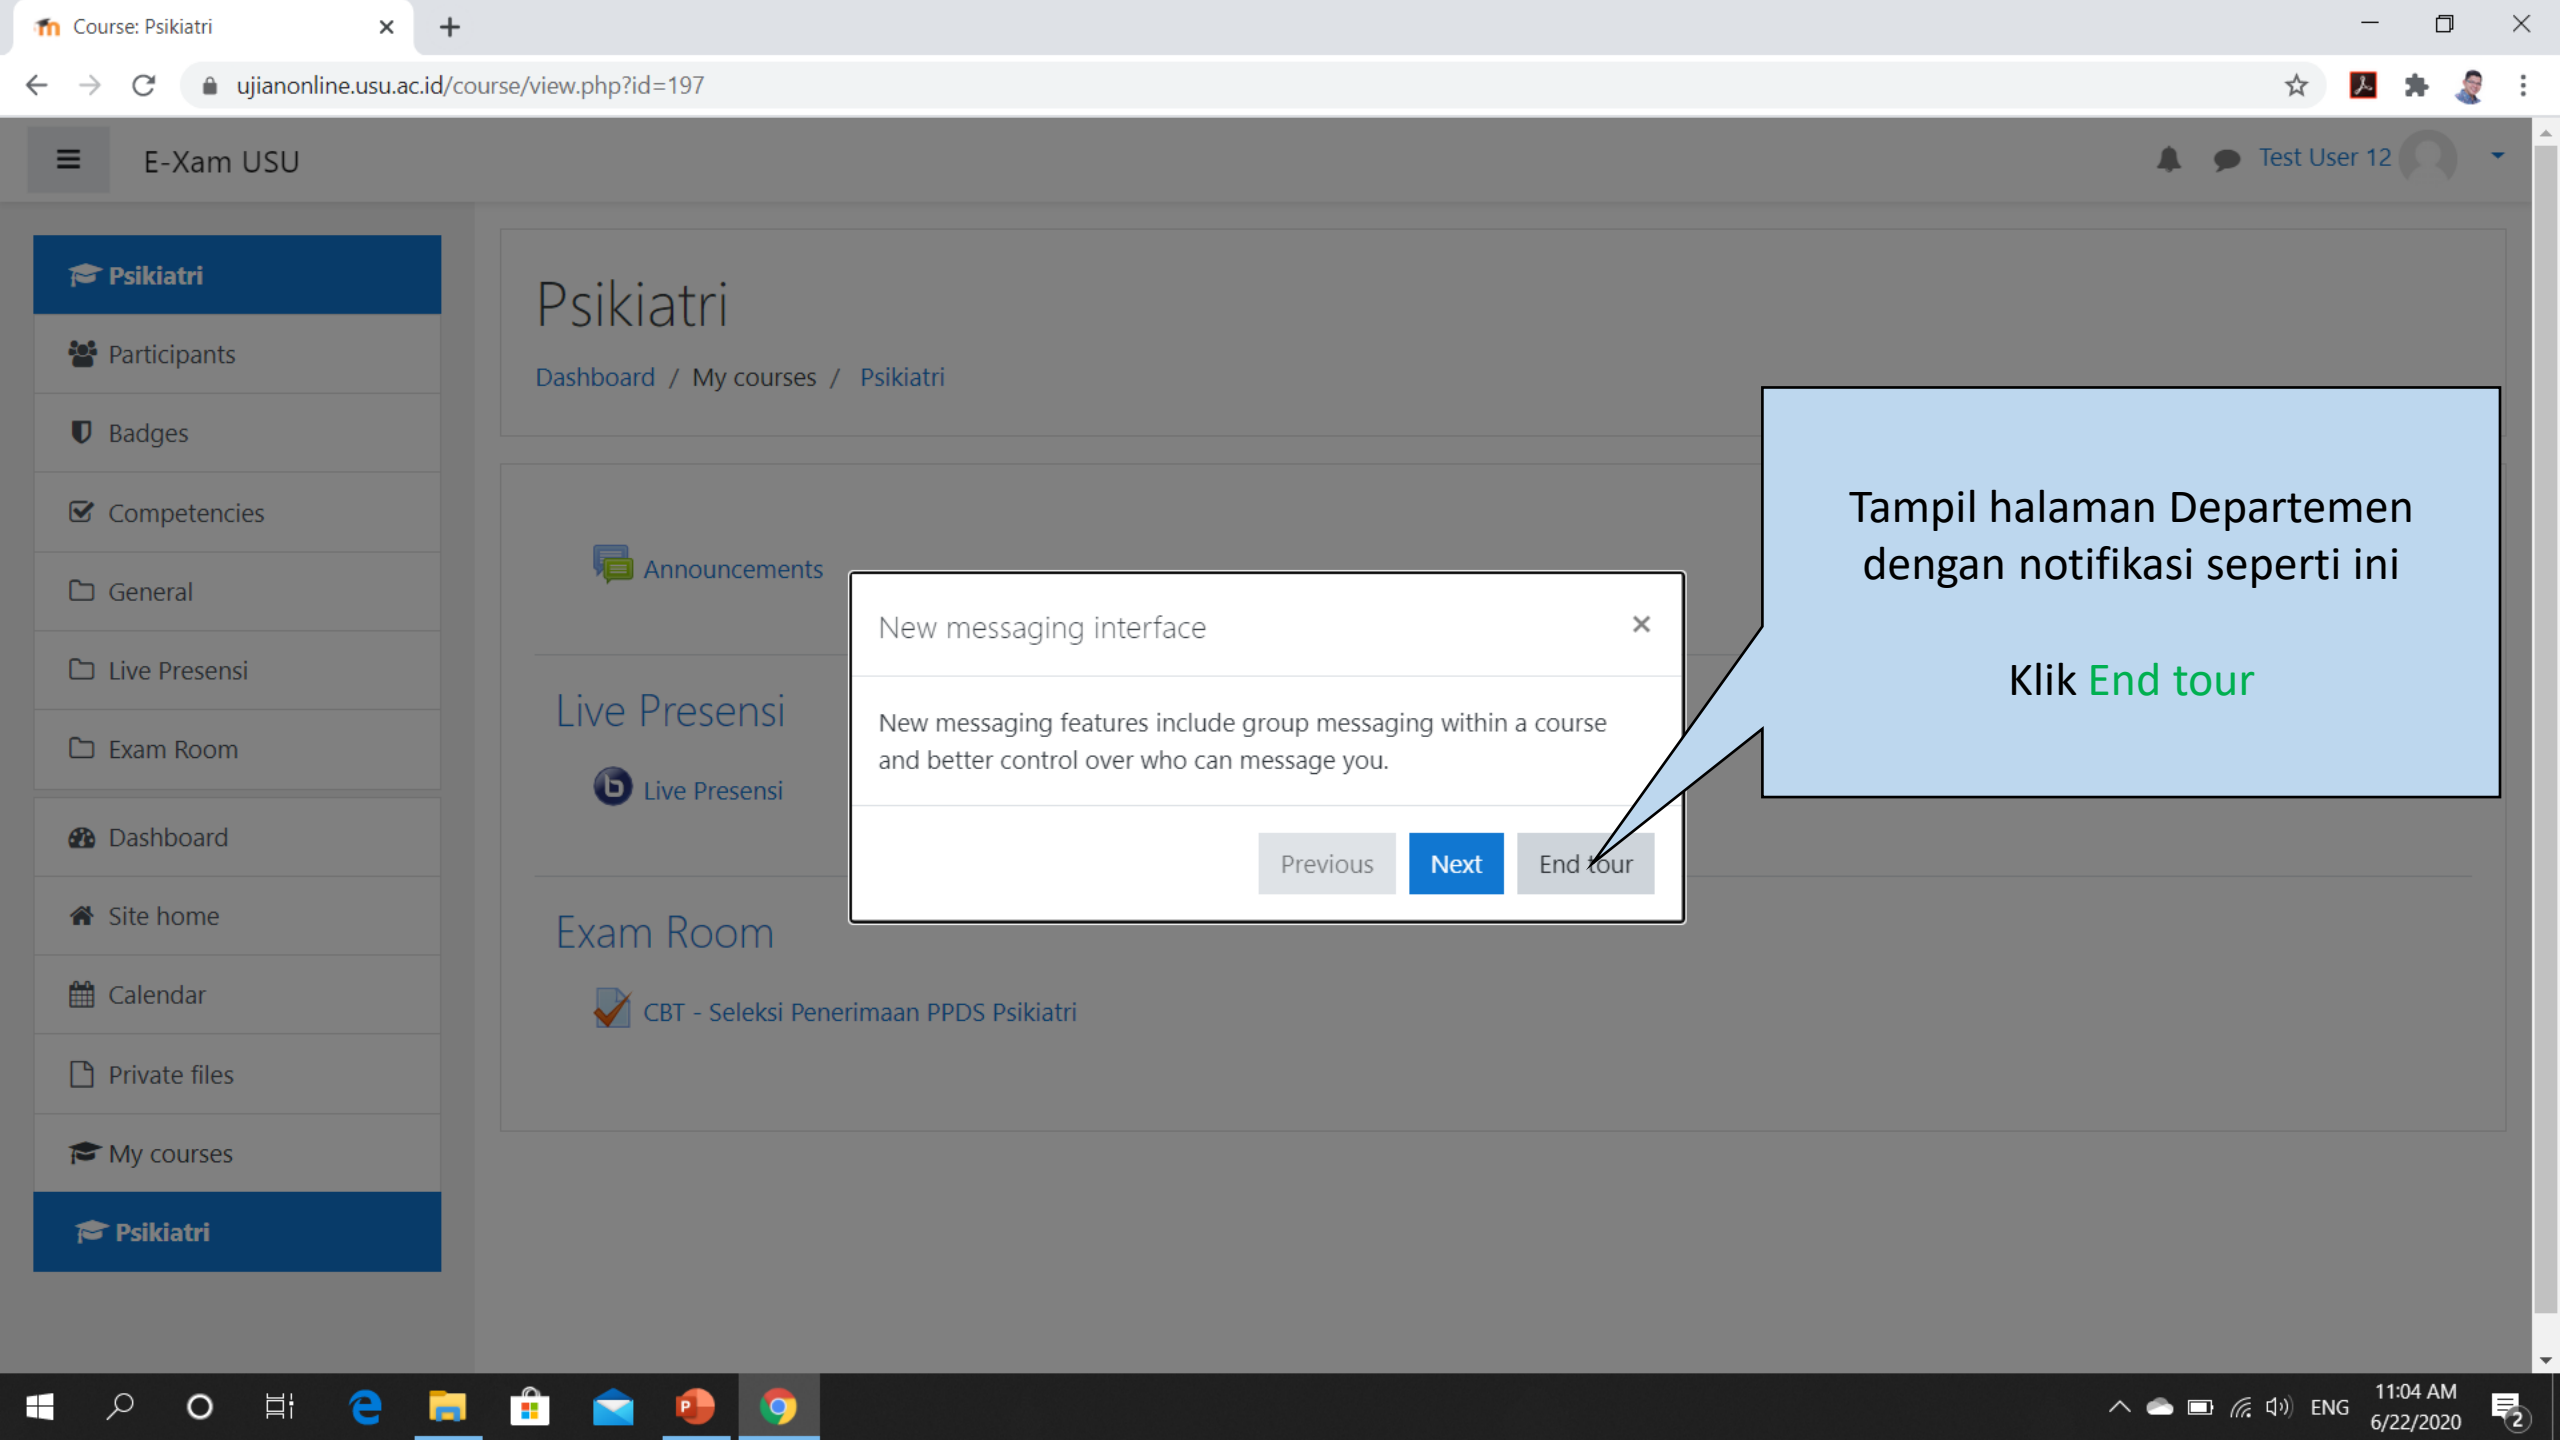 Course: Psikiatri
ujianonline.usu.ac.id/course/view.php?id=197
E-Xam USU
Test User 12
Psikiatri
Participants
Badges
Competencies
General
Live Presensi
Exam Room
Dashboard
Site home
Calendar
Private files
My courses
Psikiatri
Psikiatri
Dashboard / My courses / Psikiatri
Announcements
Live Presensi
Live Presensi
Exam Room
CBT - Seleksi Penerimaan PPDS Psikiatri
New messaging interface
New messaging features include group messaging within a course
and better control over who can message you.
Previous
Next
End tour
Tampil halaman Departemen
dengan notifikasi seperti ini
Klik End tour
ENG
11:04 AM
6/22/2020
2